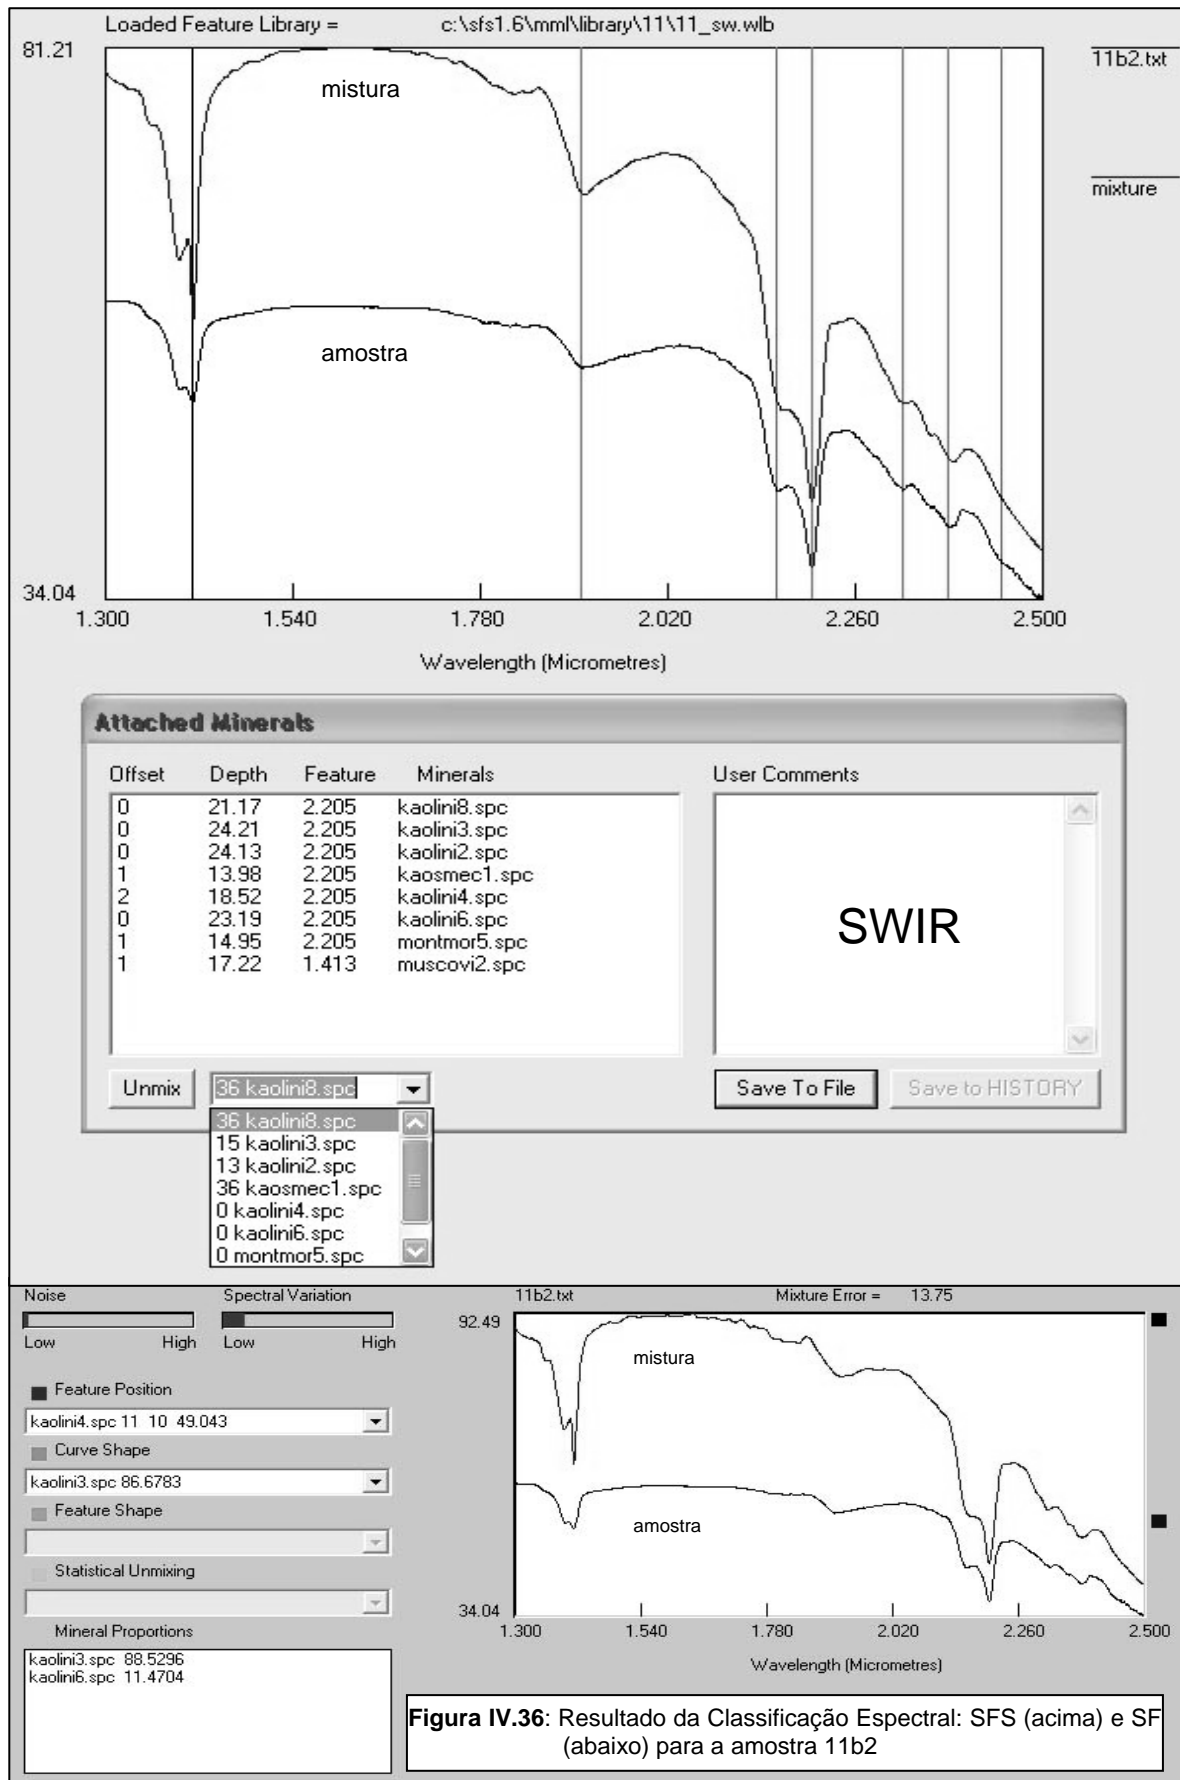 Loaded Feature Library = c:\sfs1.6\mml\library\11\11_sw.wlb
81.21
11b2.txt
mistura
mixture
amostra
34.04
1.300 1.540 1.780 2.020 2.260 2.500
Wavelength (Micrometres)
Attached Minerals
Offset Depth Feature Minerals User Comments
0 21.17 2.205 kaolini8.spc
0 24.21 2.205 kaolini3.spc
0 24.13 2.205 kaolini2.spc
1 13.98 2.205 kaosmec1.spc
2 18.52 2.205 kaolini4.spc
0 23.19 2.205 kaolini6.spc
1 14.95 2.205 montmor5.spc
1 17.22 1.413 muscovi2.spc
SWIR
Unmix 36 kaolini8.spc Save To File Save to HISTORY
36 kaolini8.spc
15 kaolini3.spc
13 kaolini2.spc
36 kaosmec1.spc
0 kaolini4.spc
0 kaolini6.spc
0 montmor5.spc
Noise Spectral Variation
Low High Low High
Feature Position
kaolini4.spc 11 10 49.043
Curve Shape
kaolini3.spc 86.6783
Feature Shape
Statistical Unmixing
Mineral Proportions
kaolini3.spc 88.5296
kaolini6.spc 11.4704
11b2.txt Mixture Error = 13.75
92.49
mistura
amostra
34.04
1.300 1.540 1.780 2.020 2.260 2.500
Wavelength (Micrometres)
Figura IV.36: Resultado da Classificação Espectral: SFS (acima) e SF
(abaixo) para a amostra 11b2